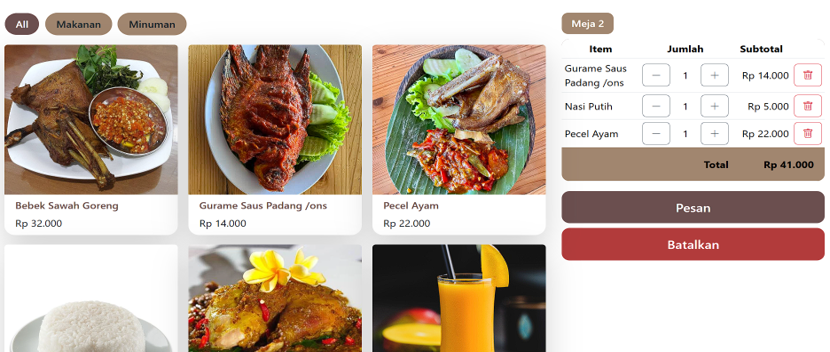 All Makanan Minuman
Bebek Sawah Goreng
Rp 32.000
Gurame Saus Padang /ons
Rp 14.000
Pecel Ayam
Rp 22.000
Meja 2
Item Jumlah Subtotal
Gurame Saus
Padang /ons
1 Rp 14.000
Nasi Putih 1 Rp 5.000
Pecel Ayam 1 Rp 22.000
Total Rp 41.000
Pesan
Batalkan